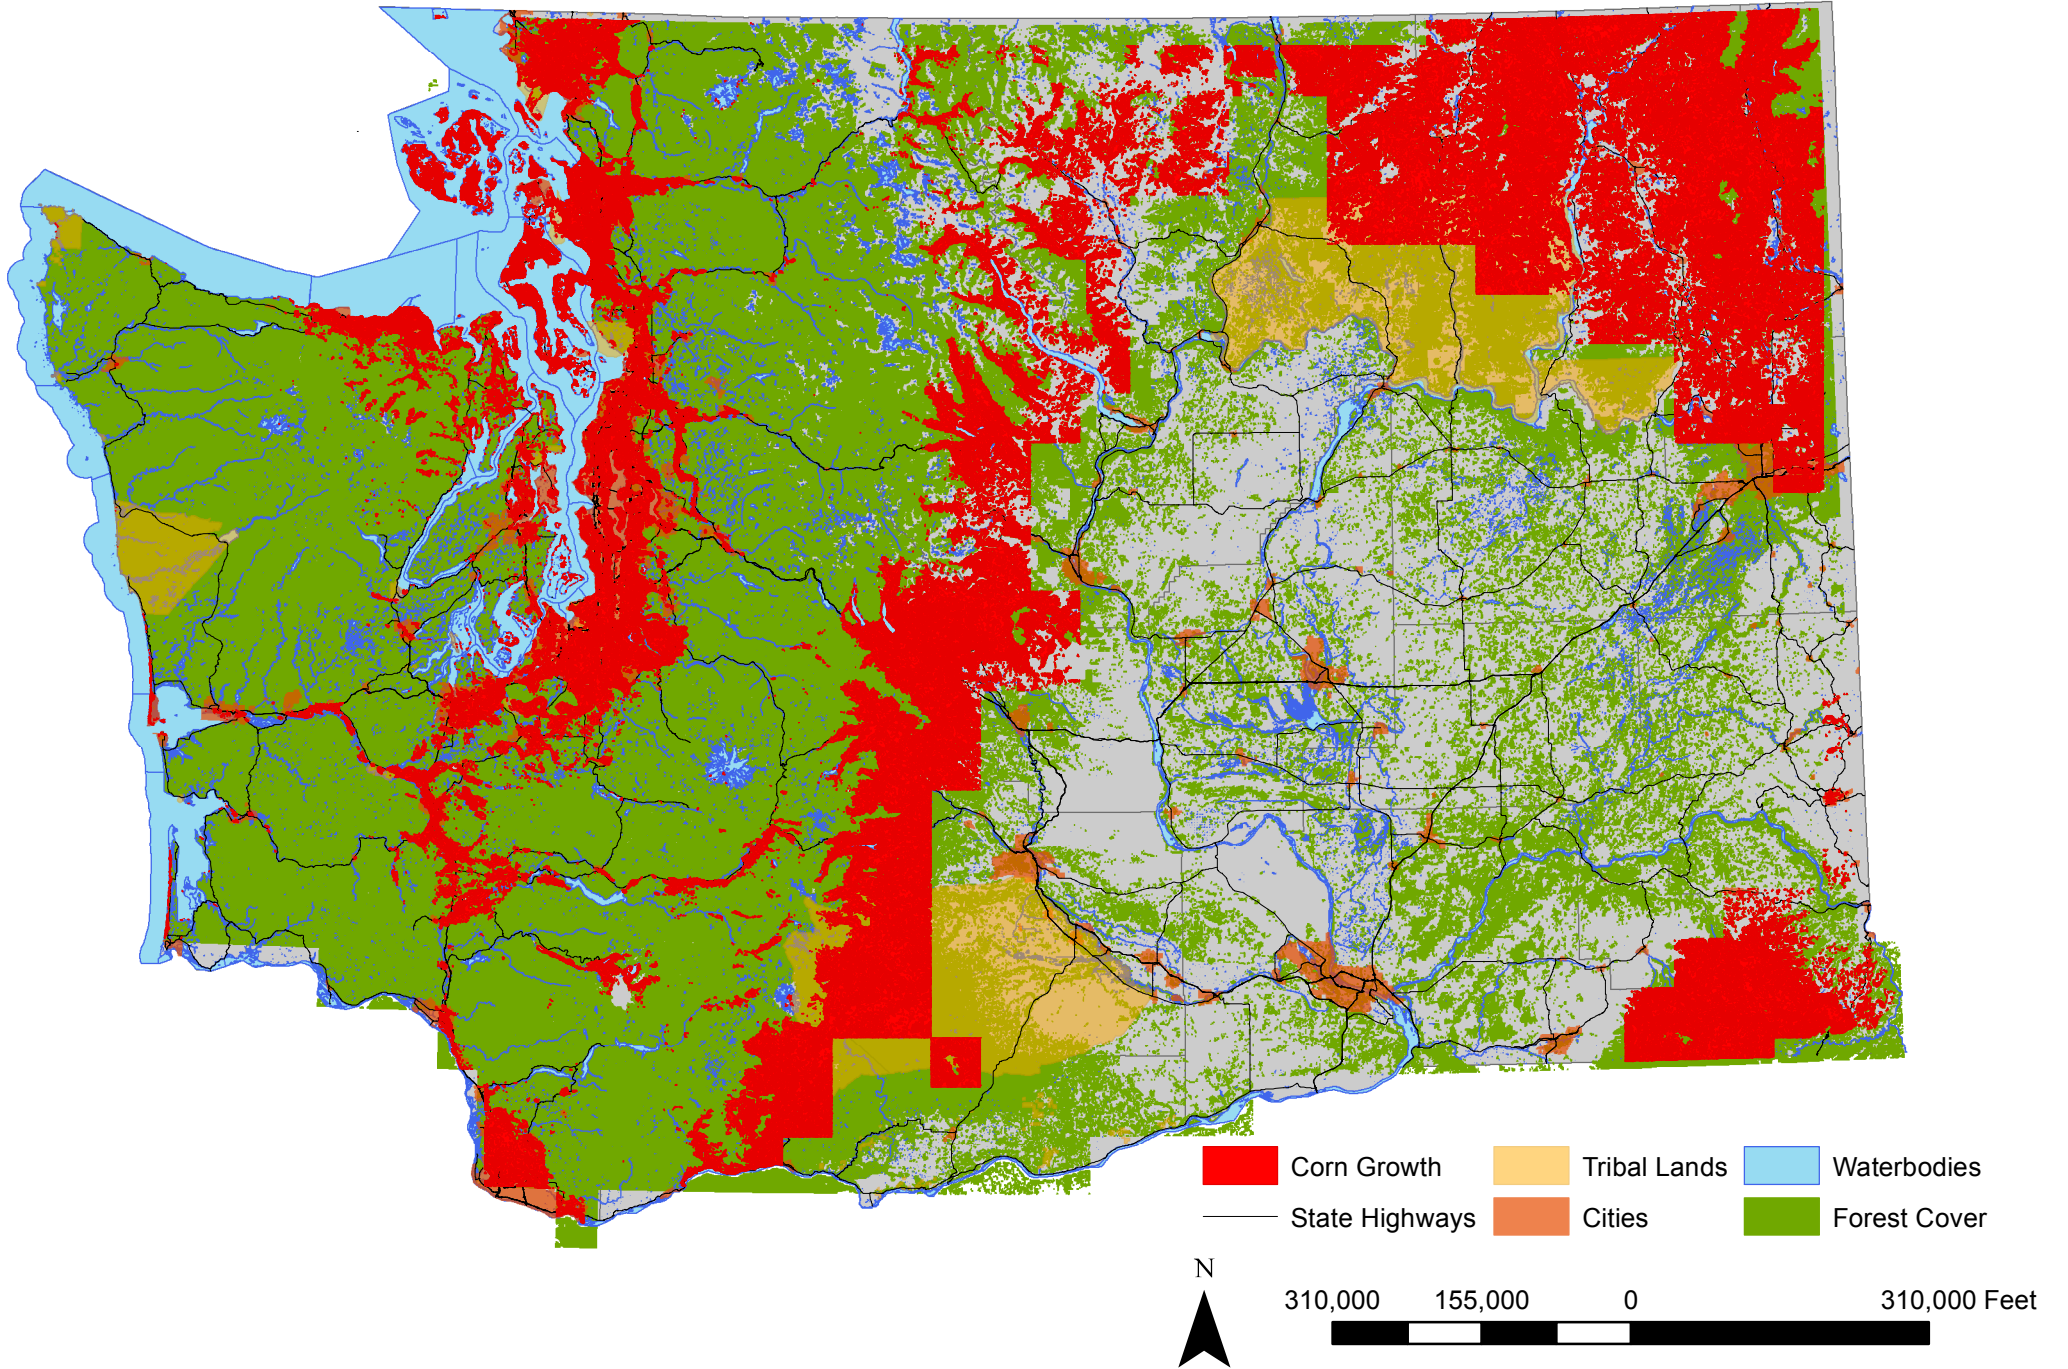 Corn Growth Tribal Lands Waterbodies
State Highways Cities Forest Cover
N
310,000 155,000 0 310,000 Feet